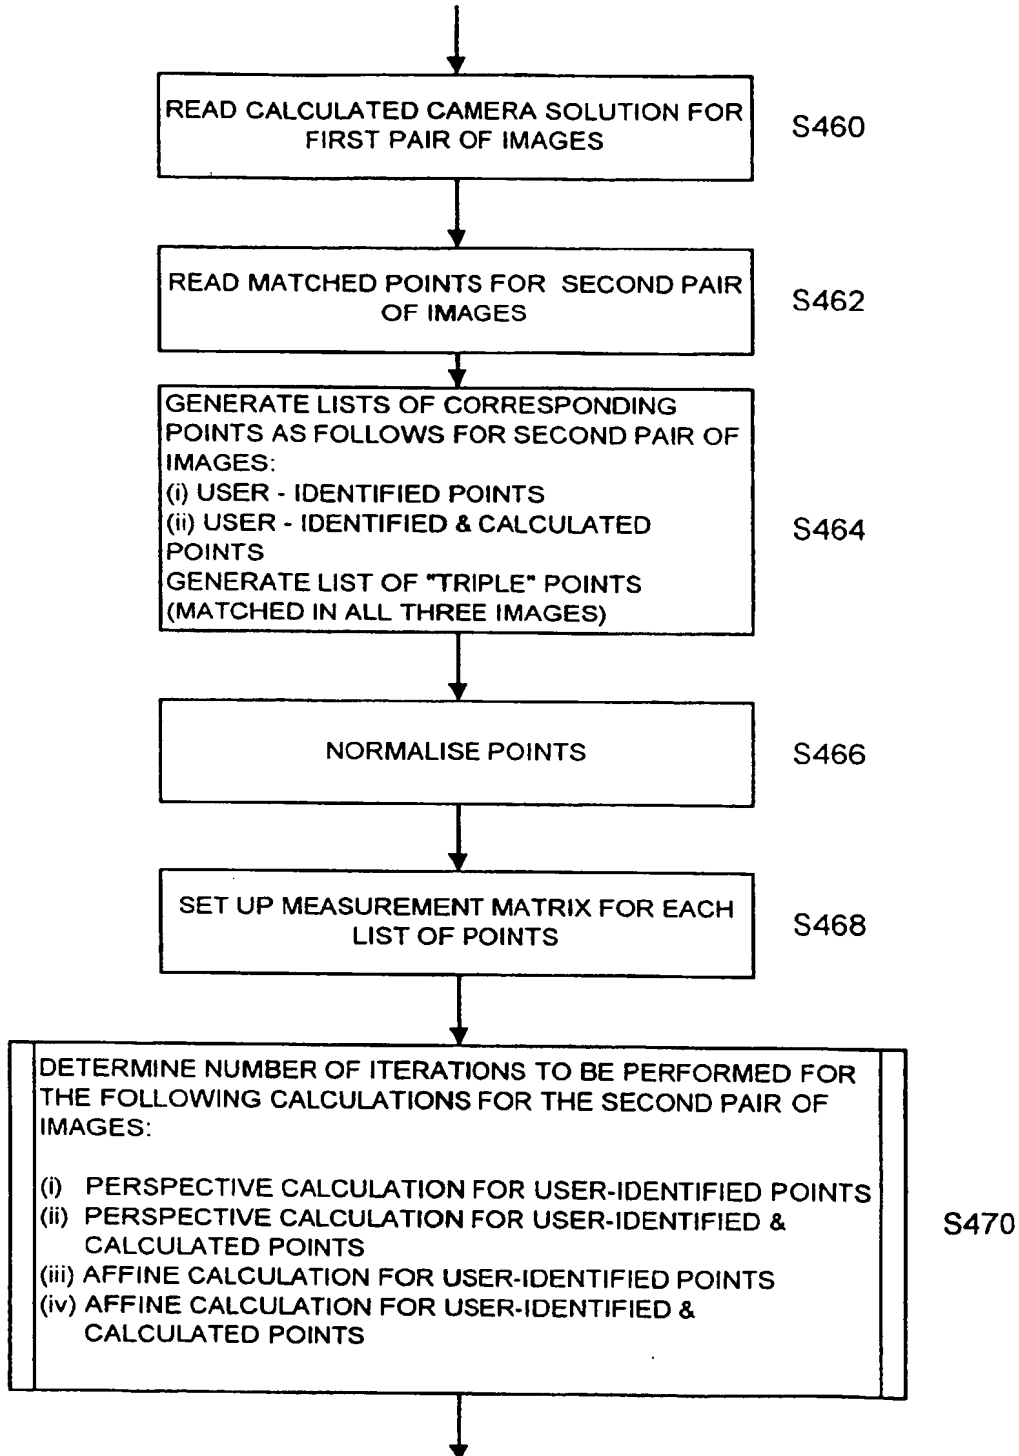 READ CALCULATED CAMERA SOLUTION FOR
FIRST PAIR OF IMAGES
S460
READ MATCHED POINTS FOR SECOND PAIR
OF IMAGES
S462
GENERATE LISTS OF CORRESPONDING
POINTS AS FOLLOWS FOR SECOND PAIR OF
IMAGES:
(i) USER - IDENTIFIED POINTS
(ii) USER - IDENTIFIED & CALCULATED
POINTS
GENERATE LIST OF "TRIPLE" POINTS
(MATCHED IN ALL THREE IMAGES)
S464
NORMALISE POINTS
S466
SET UP MEASUREMENT MATRIX FOR EACH
LIST OF POINTS
S468
DETERMINE NUMBER OF ITERATIONS TO BE PERFORMED FOR
THE FOLLOWING CALCULATIONS FOR THE SECOND PAIR OF
IMAGES:
(i) PERSPECTIVE CALCULATION FOR USER-IDENTIFIED POINTS
(ii) PERSPECTIVE CALCULATION FOR USER-IDENTIFIED &
CALCULATED POINTS
(iii) AFFINE CALCULATION FOR USER-IDENTIFIED POINTS
(iv) AFFINE CALCULATION FOR USER-IDENTIFIED &
CALCULATED POINTS
S470